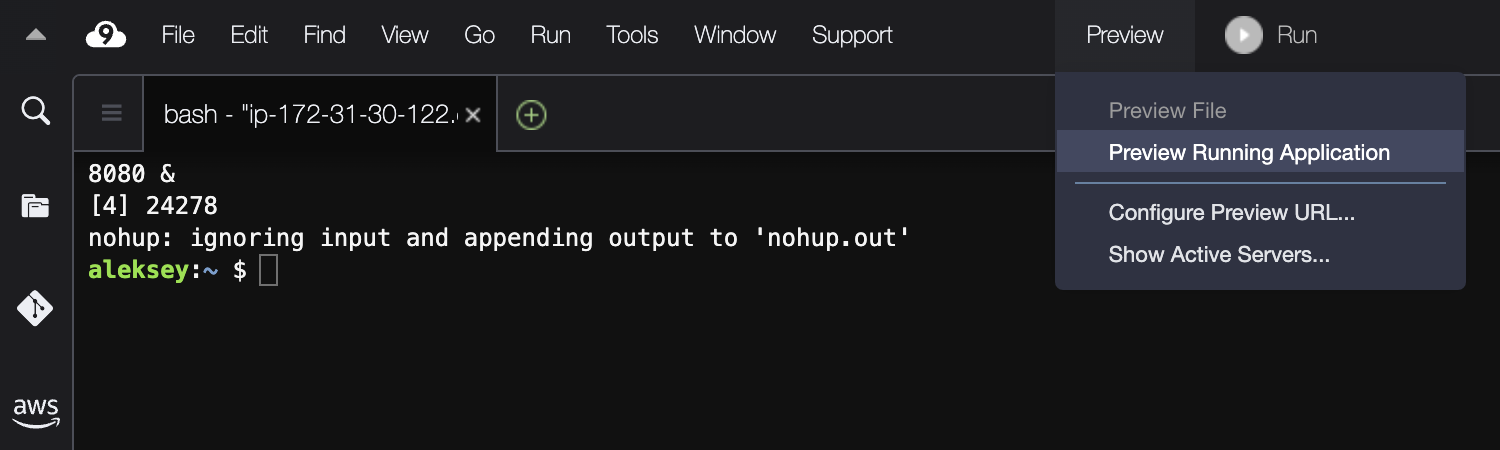 9 File Edit Find View Go Run Tools Window Support Preview Run
bash - "ip-172-31-30-122.
Preview File
Preview Running Application
Configure Preview URL...
Show Active Servers...
8080 &
[4] 24278
nohup: ignoring input and appending output to 'nohup.out'
aleksey:~ $
aws